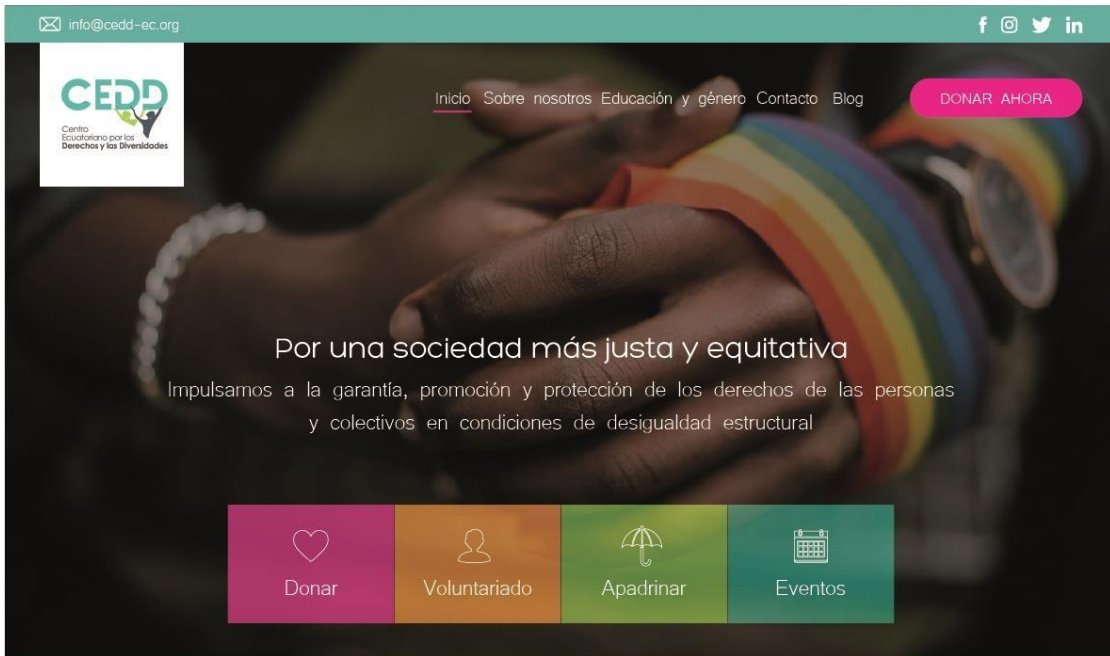 info@cedd-ec.org
f in
CEDD
Centro
Ecuatoriano por los
Derechos y las Diversidades
Inicio Sobre nosotros Educación y género Contacto Blog
DONAR AHORA
Por una sociedad más justa y equitativa
Impulsamos a la garantía, promoción y protección de los derechos de las personas
y colectivos en condiciones de desigualdad estructural
Donar Voluntariado Apadrinar Eventos